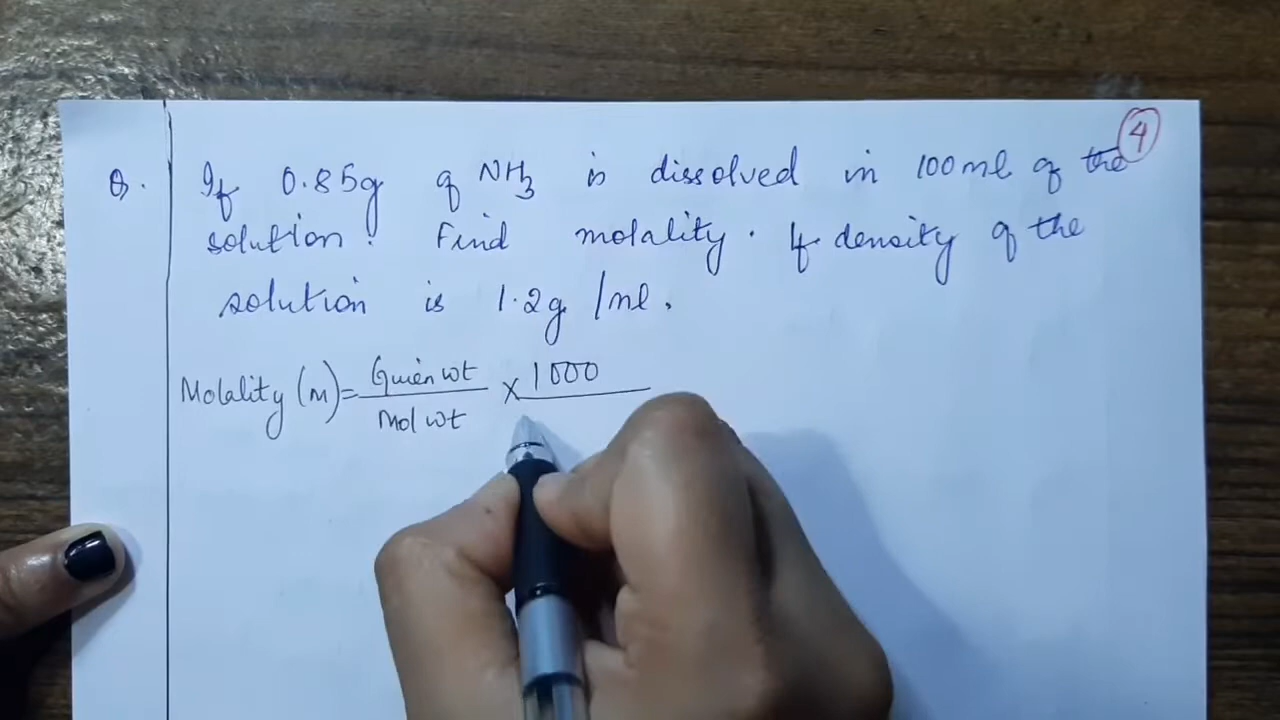 4
Q. If 0.85g of NH3 is dissolved in 100ml of the
solution. Find molality. If density of the
solution is 1.2g/ml.
Molality (m) = Given wt / Mol wt × 1000